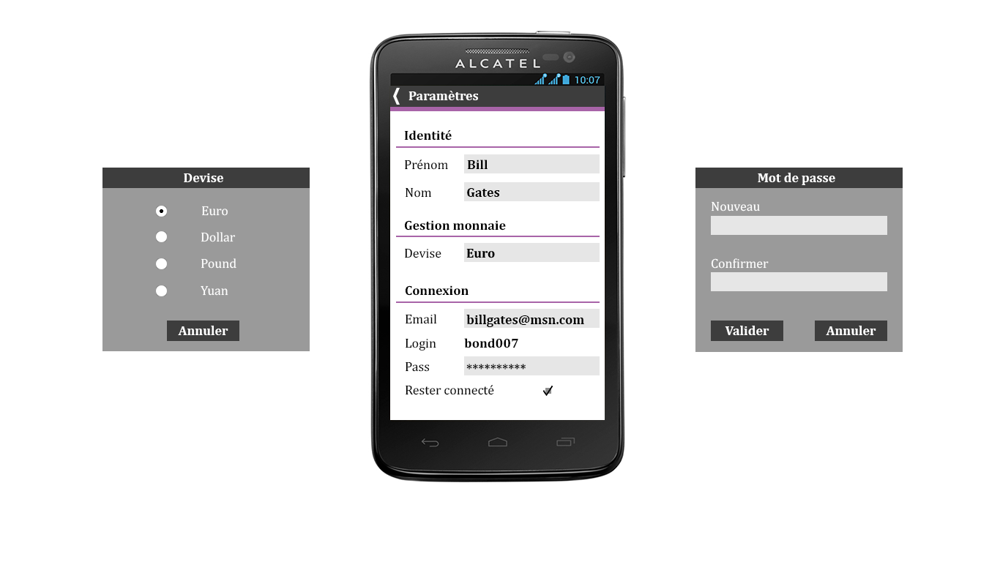 Devise
Euro
Dollar
Pound
Yuan
Annuler
ALCATEL
10:07
Paramètres
Identité
Prénom Bill
Nom Gates
Gestion monnaie
Devise Euro
Connexion
Email billgates@msn.com
Login bond007
Pass **********
Rester connecté
Mot de passe
Nouveau
Confirmer
Valider Annuler